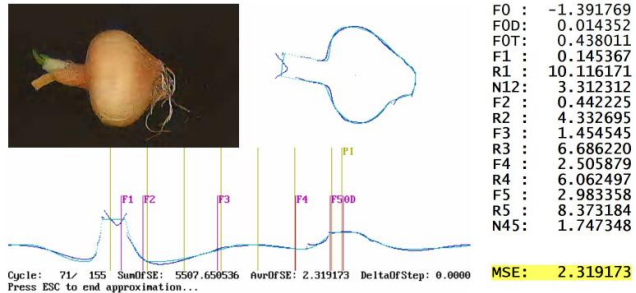 F0 : -1.391769
F0D: 0.014352
F0T: 0.438011
F1 : 0.145367
R1 : 10.116171
N12: 3.312312
F2 : 0.442225
R2 : 4.332695
F3 : 1.454545
R3 : 6.686220
F4 : 2.505879
R4 : 6.062497
F5 : 2.983358
R5 : 8.373184
N45: 1.747348
MSE: 2.319173
PI
F1 F2 F3 F4 F50D
Cycle: 71/ 155 SumOfSE: 5507.650536 AvrOfSE: 2.319173 DeltaOfStep: 0.0000
Press ESC to end approximation...